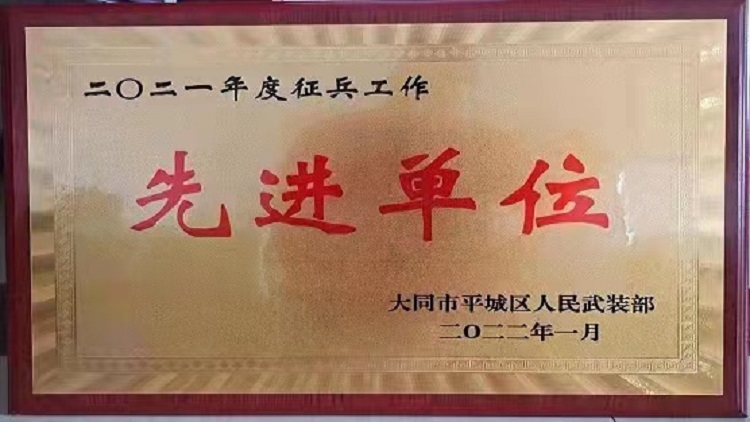 二〇二一年度征兵工作
先进单位
大同市平城区人民武装部
二〇二二年一月